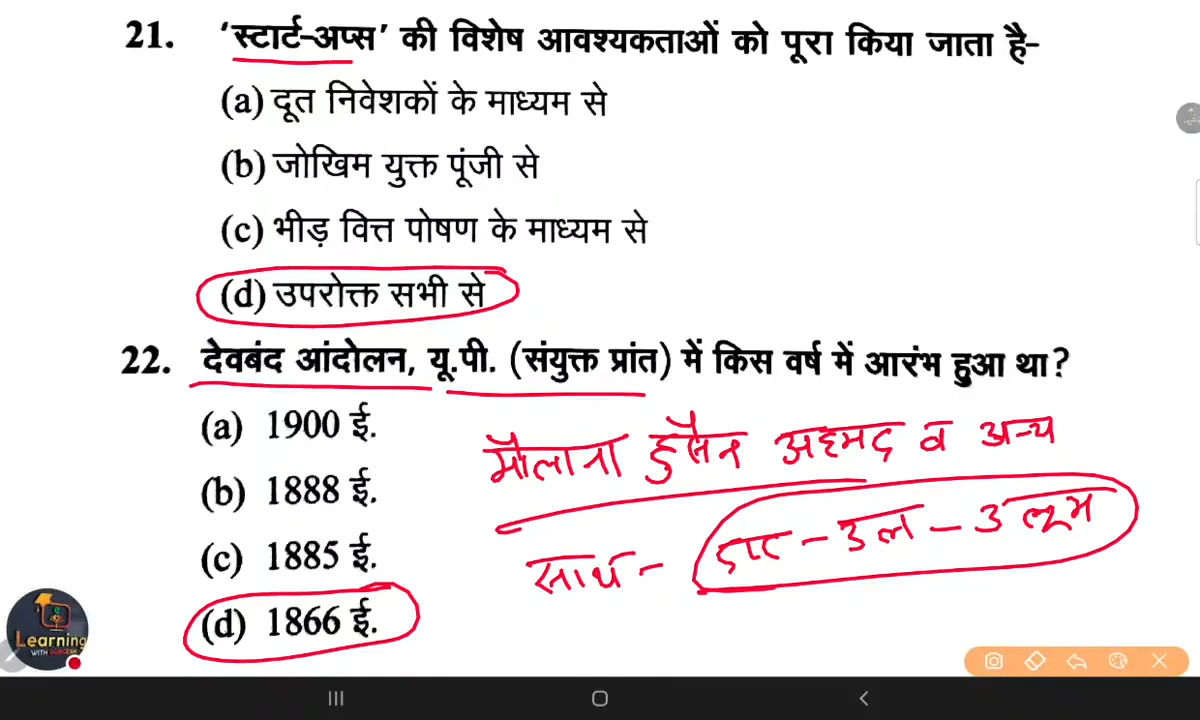 21. 'स्टार्ट-अप्स' की विशेष आवश्यकताओं को पूरा किया जाता है-
(a) दूत निवेशकों के माध्यम से
(b) जोखिम युक्त पूंजी से
(c) भीड़ वित्त पोषण के माध्यम से
(d) उपरोक्त सभी से
22. देवबंद आंदोलन, यू.पी. (संयुक्त प्रांत) में किस वर्ष में आरंभ हुआ था?
(a) 1900 ई.
मौलाना हुसैन अहमद व अन्य
(b) 1888 ई.
(c) 1885 ई.
साथ - दार-उल-उलूम
(d) 1866 ई.
Learning